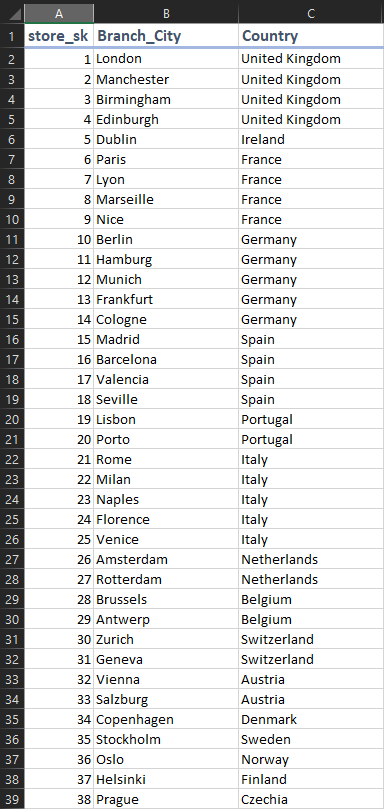 A B C
1 store_sk Branch_City Country
2 1 London United Kingdom
3 2 Manchester United Kingdom
4 3 Birmingham United Kingdom
5 4 Edinburgh United Kingdom
6 5 Dublin Ireland
7 6 Paris France
8 7 Lyon France
9 8 Marseille France
10 9 Nice France
11 10 Berlin Germany
12 11 Hamburg Germany
13 12 Munich Germany
14 13 Frankfurt Germany
15 14 Cologne Germany
16 15 Madrid Spain
17 16 Barcelona Spain
18 17 Valencia Spain
19 18 Seville Spain
20 19 Lisbon Portugal
21 20 Porto Portugal
22 21 Rome Italy
23 22 Milan Italy
24 23 Naples Italy
25 24 Florence Italy
26 25 Venice Italy
27 26 Amsterdam Netherlands
28 27 Rotterdam Netherlands
29 28 Brussels Belgium
30 29 Antwerp Belgium
31 30 Zurich Switzerland
32 31 Geneva Switzerland
33 32 Vienna Austria
34 33 Salzburg Austria
35 34 Copenhagen Denmark
36 35 Stockholm Sweden
37 36 Oslo Norway
38 37 Helsinki Finland
39 38 Prague Czechia